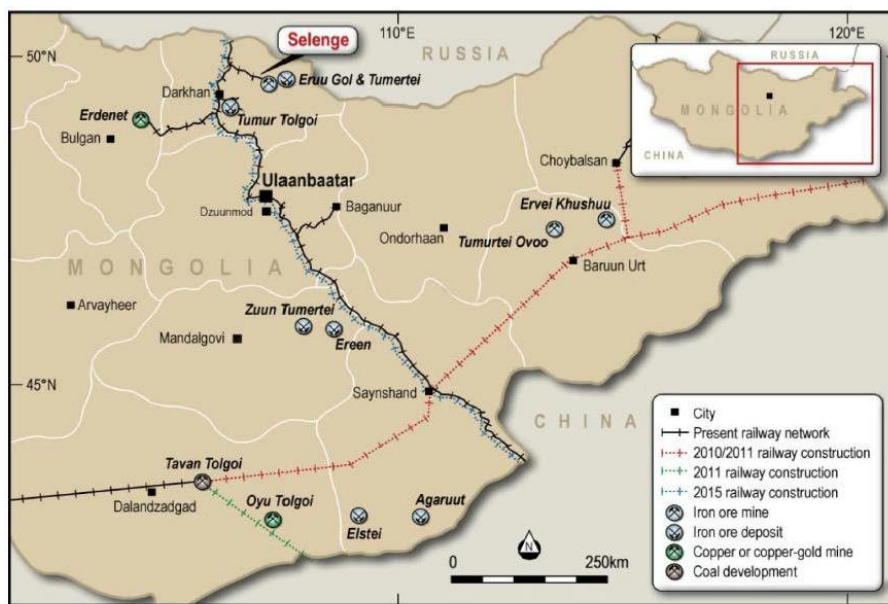 110°E
120°E
50°N
RUSSIA
Selenge
Eruu Gol & Tumertei
Darkhan
Erdenet
Bulgan
Tumur Tolgoi
RUSSIA
MONGOLIA
CHINA
Choybalsan
Ulaanbaatar
Dzuunmod
Baganuur
Ondorhaan
Ervei Khushuu
Tumurtei Ovoo
Baruun Urt
MONGOLIA
Arvayheer
Zuun Tumertei
Mandalgovi
Ereen
45°N
Saynshand
CHINA
Tavan Tolgoi
Dalandzadgad
Oyu Tolgoi
Elstei
Agaruut
N
0 250km
City
Present railway network
2010/2011 railway construction
2011 railway construction
2015 railway construction
Iron ore mine
Iron ore deposit
Copper or copper-gold mine
Coal development